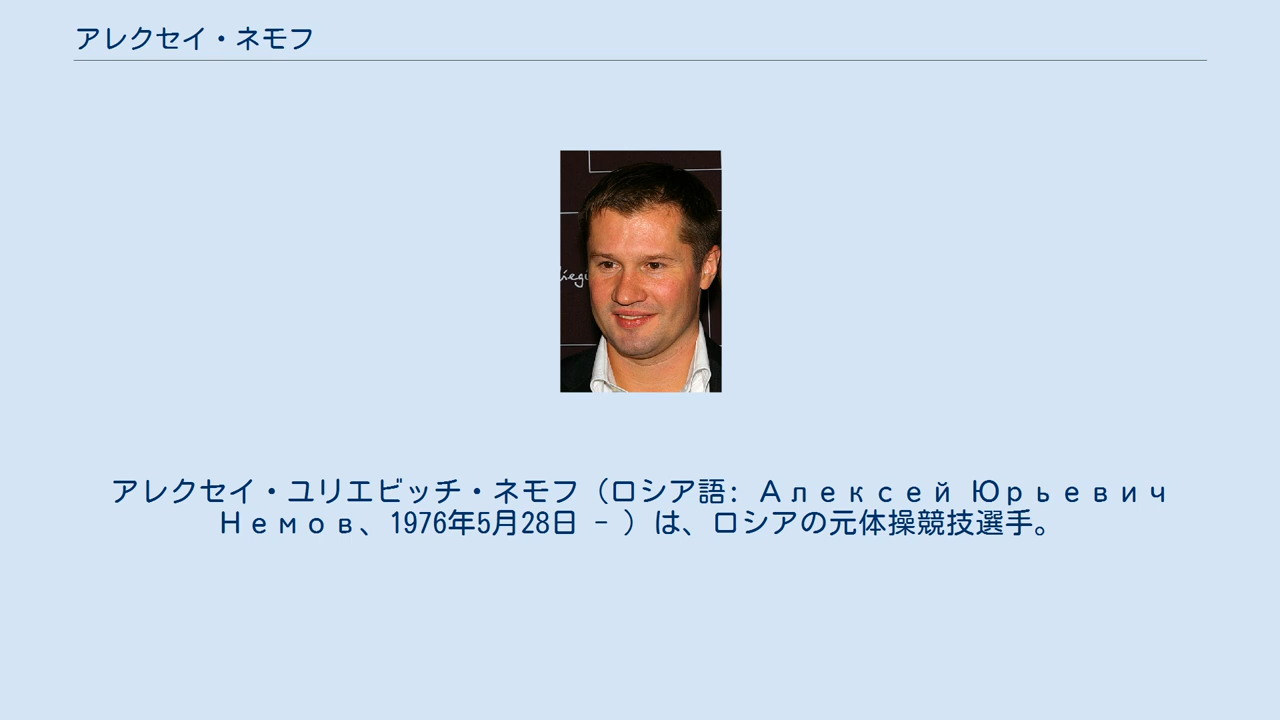 アレクセイ・ネモフ
アレクセイ・ユリエビッチ・ネモフ（ロシア語: Алексей Юрьевич
Немов、1976年5月28日 - ）は、ロシアの元体操競技選手。